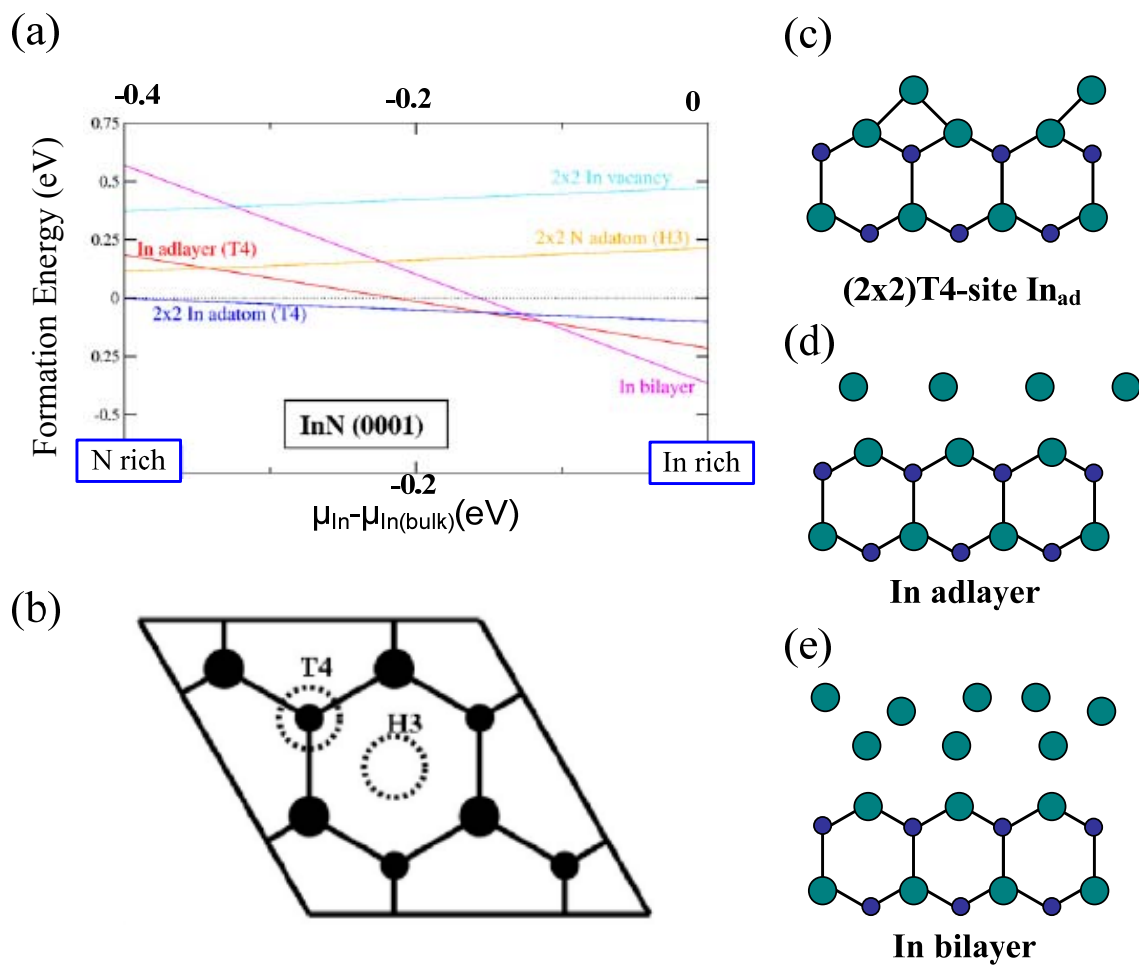 (a)
-0.4
-0.2
0
0.75
0.5
0.25
0
0.25
-0.5
Formation Energy (eV)
2x2 In vacancy
2x2 N adatom (H3)
In adlayer (T4)
2x2 In adatom (T4)
In bilayer
InN (0001)
N rich
In rich
-0.2
μIn-μIn(bulk)(eV)
(b)
T4
H3
(c)
(2x2)T4-site Inad
(d)
In adlayer
(e)
In bilayer